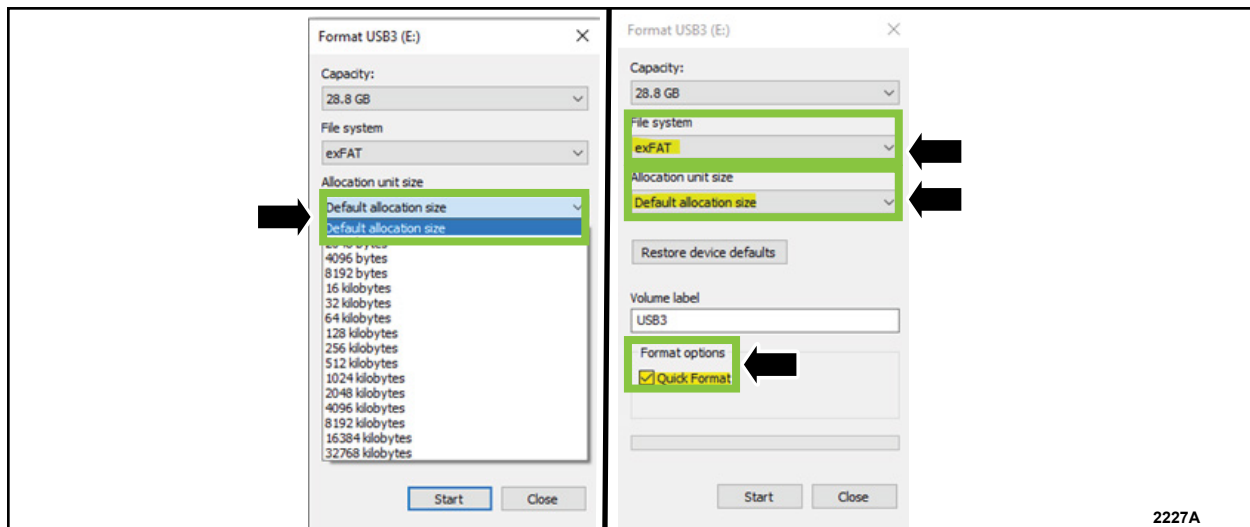 Format USB3 (E:)
Capacity:
28.8 GB
File system
exFAT
Allocation unit size
Default allocation size
Default allocation size
4096 bytes
8192 bytes
16 kilobytes
32 kilobytes
64 kilobytes
128 kilobytes
256 kilobytes
512 kilobytes
1024 kilobytes
2048 kilobytes
4096 kilobytes
8192 kilobytes
16384 kilobytes
32768 kilobytes
Start Close
Format USB3 (E:)
Capacity:
28.8 GB
File system
exFAT
Allocation unit size
Default allocation size
Restore device defaults
Volume label
USB3
Format options
Quick Format
Start Close
2227A